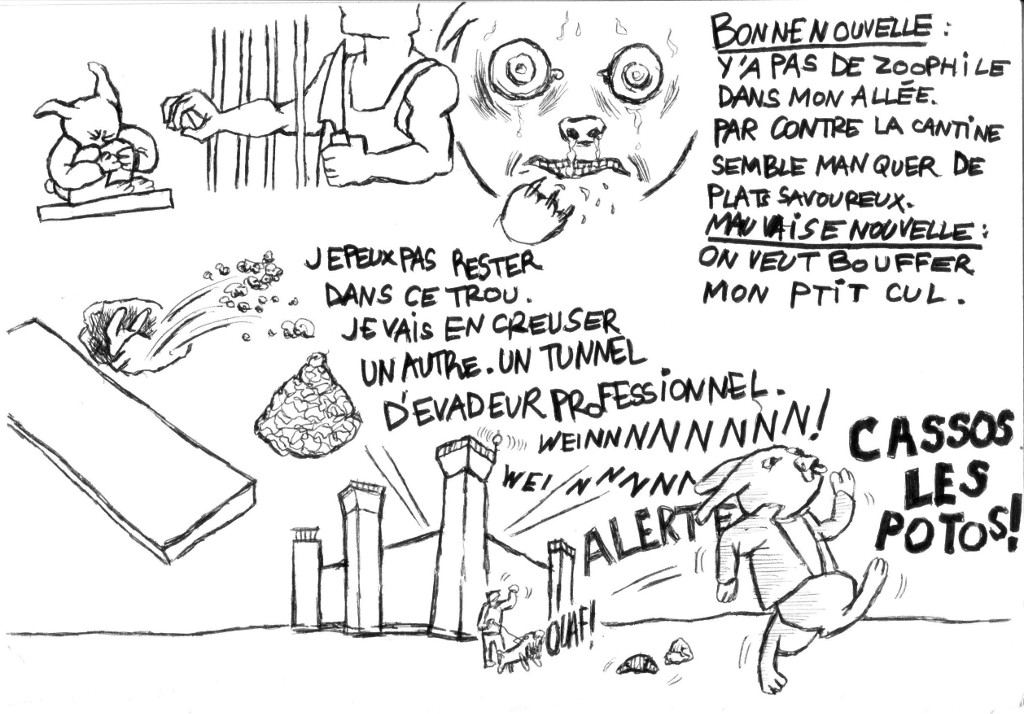 BONNE NOUVELLE :
Y'A PAS DE ZOOPHILE
DANS MON ALLÉE.
PAR CONTRE LA CANTINE
SEMBLE MANQUER DE
PLATS SAVOUREUX.
MAUVAISE NOUVELLE :
ON VEUT BOUFFER
MON PTIT CUL.
JE PEUX PAS RESTER
DANS CE TROU.
JE VAIS EN CREUSER
UN AUTRE. UN TUNNEL
D'EVADEUR PROFESSIONNEL.
WEINNNNNNNNN!
WEINNNNNN
ALERTE
OUAF!
CASSOS
LES
POTOS!